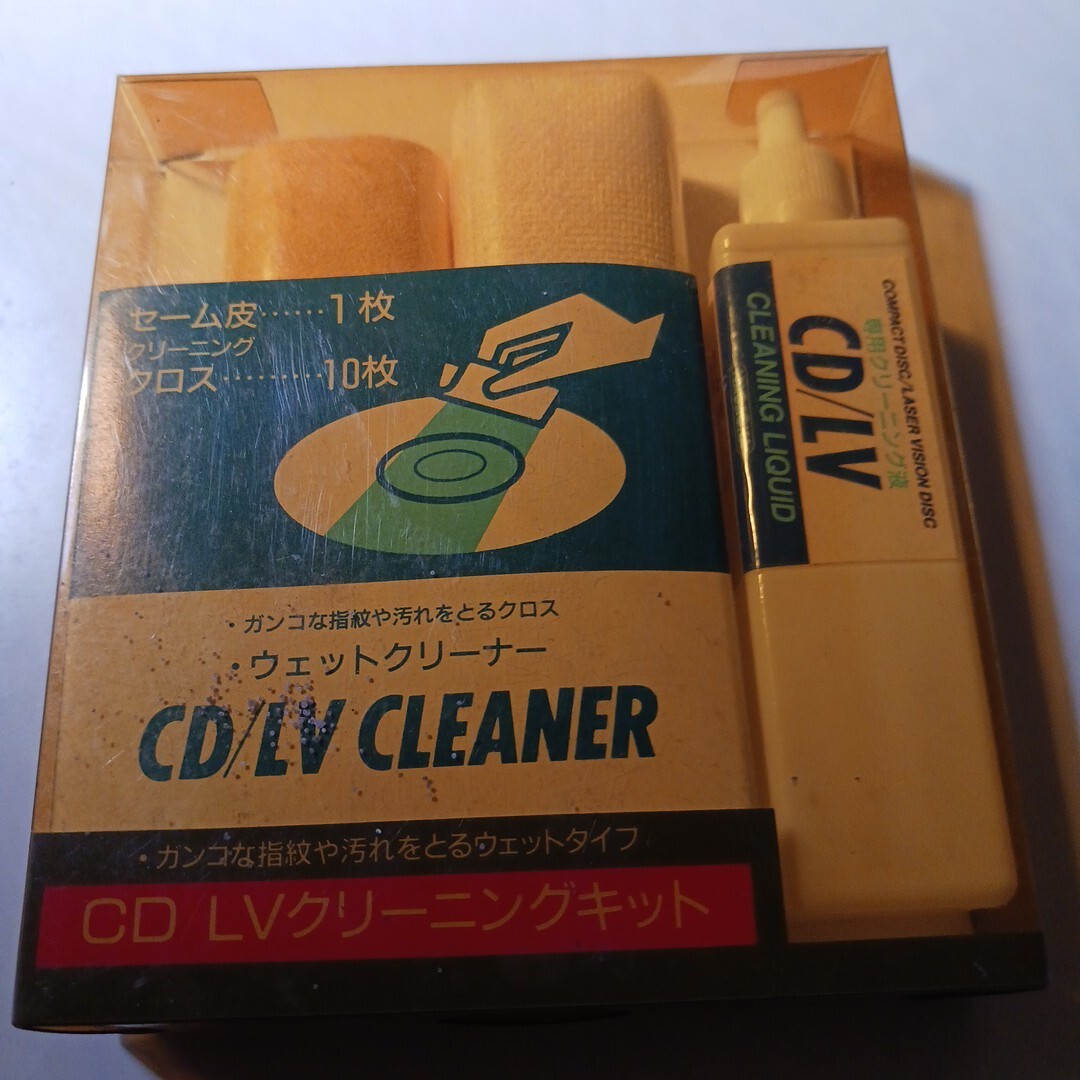 セーム皮……1枚
クリーニング
クロス………10枚
・ガンコな指紋や汚れをとるクロス
・ウェットクリーナー
CD/LV CLEANER
・ガンコな指紋や汚れをとるウェットタイプ
CD LVクリーニングキット
COMPACT DISC/LASER VISION DISC
専用クリーニング液
CD/LV
CLEANING LIQUID